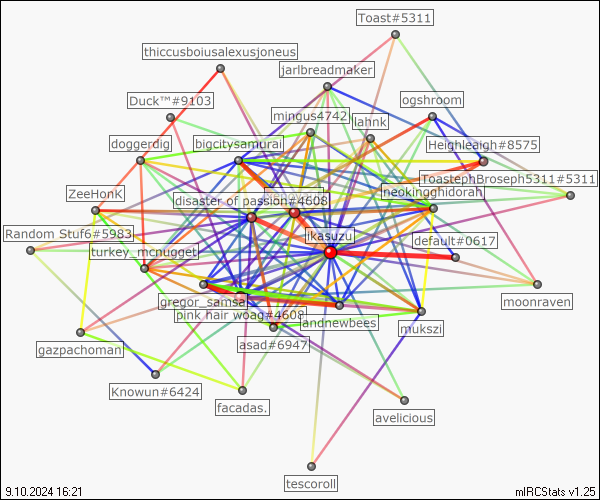 Toast#5311
thiccusboiusalexusjoneus
jarlbreadmaker
Duck™#9103
ogshroom
mingus4742
iahnk
doggerdig
bigcitysamurai
Heighleaigh#8575
ToastephBroseph5311#5311
ZeeHonK
disaster of passion#4608
neokingghidorah
Random Stuf6#5983
jkasuzu
default#0617
turkey_mcnugget
moonraven
gregor_samsa
pink hair woag#4608
andnewbees
mukszi
gazpachoman
asad#6947
Knowun#6424
facadas.
avelicious
tescoroll
9.10.2024 16:21
mIRCStats v1.25